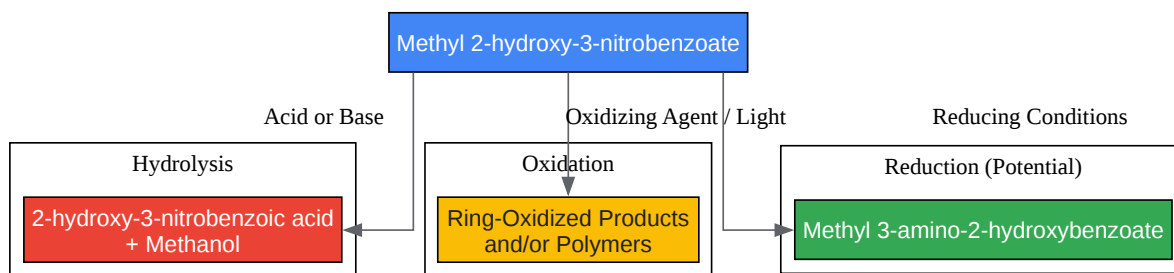 Methyl 2-hydroxy-3-nitrobenzoate
Acid or Base
Oxidizing Agent / Light
Reducing Conditions
Hydrolysis
Oxidation
Reduction (Potential)
2-hydroxy-3-nitrobenzoic acid
+ Methanol
Ring-Oxidized Products
and/or Polymers
Methyl 3-amino-2-hydroxybenzoate